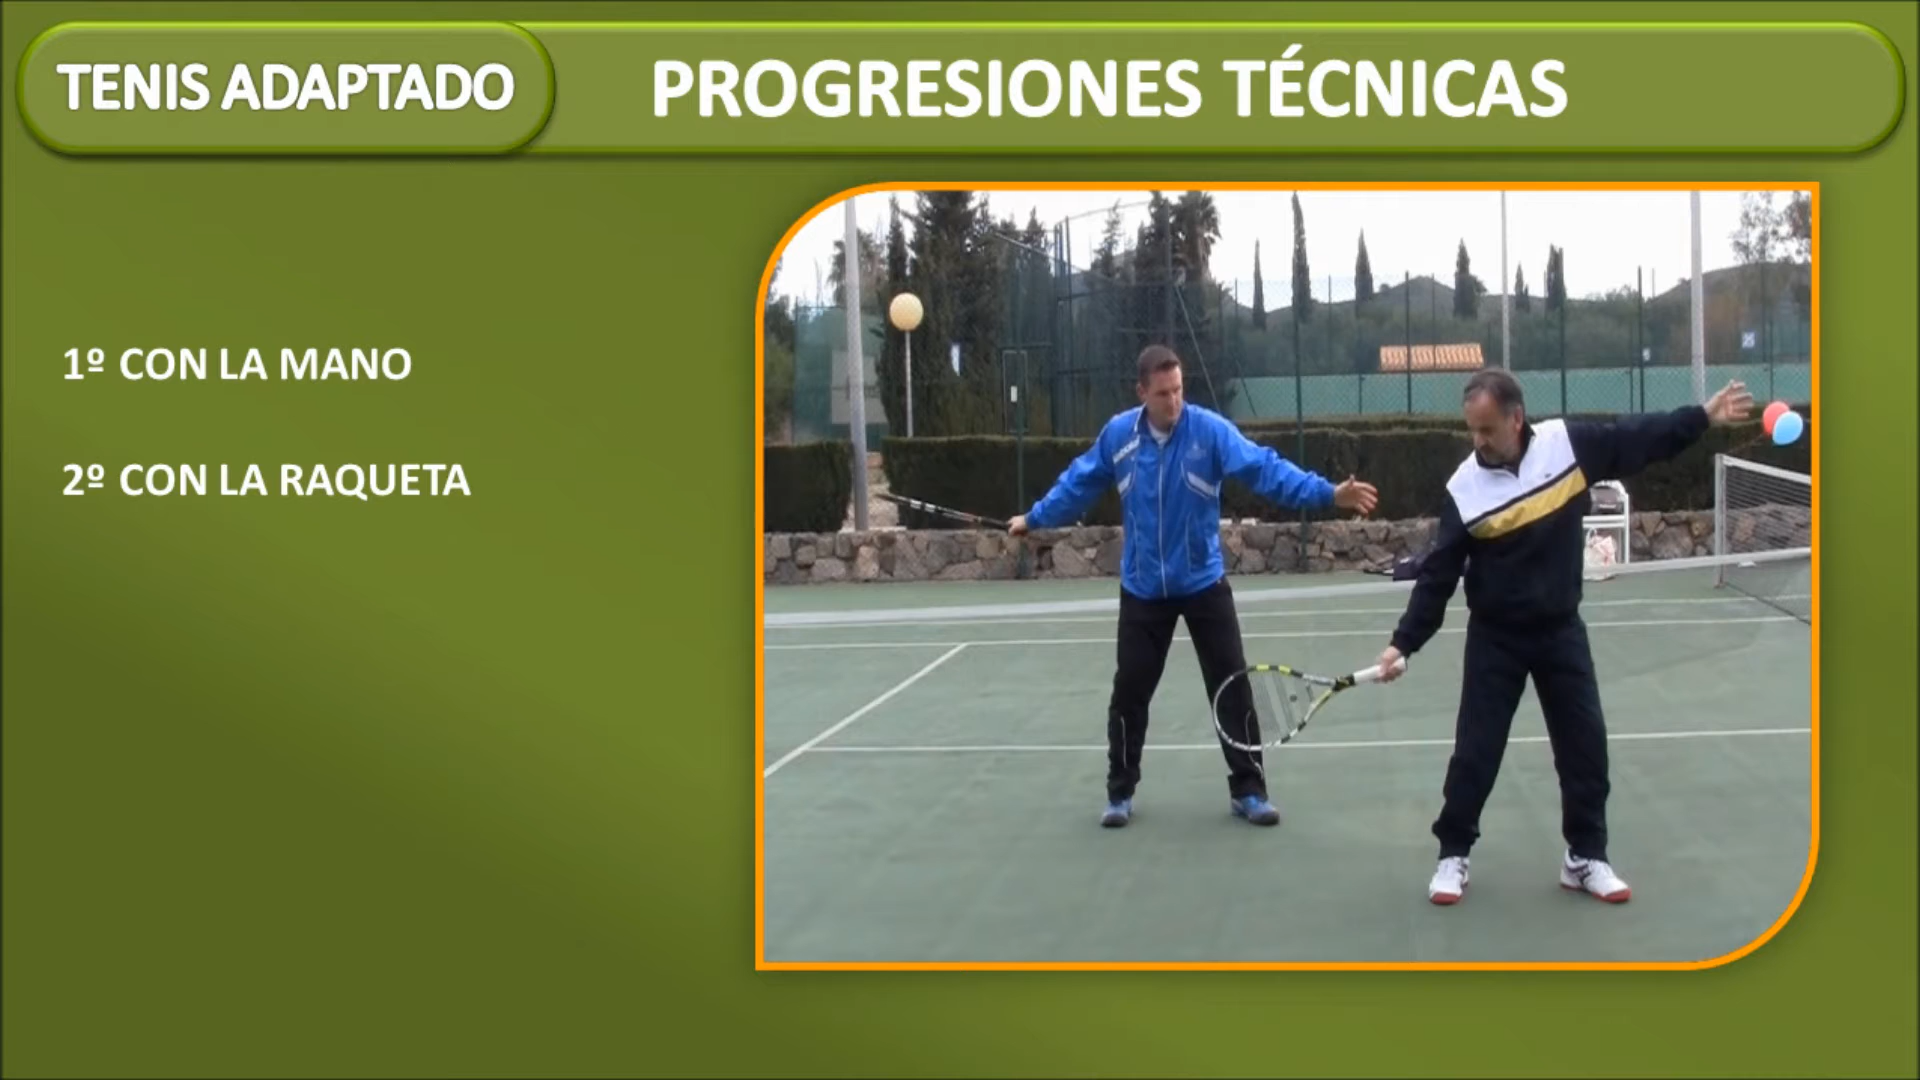 TENIS ADAPTADO
PROGRESIONES TÉCNICAS
1º CON LA MANO
2º CON LA RAQUETA